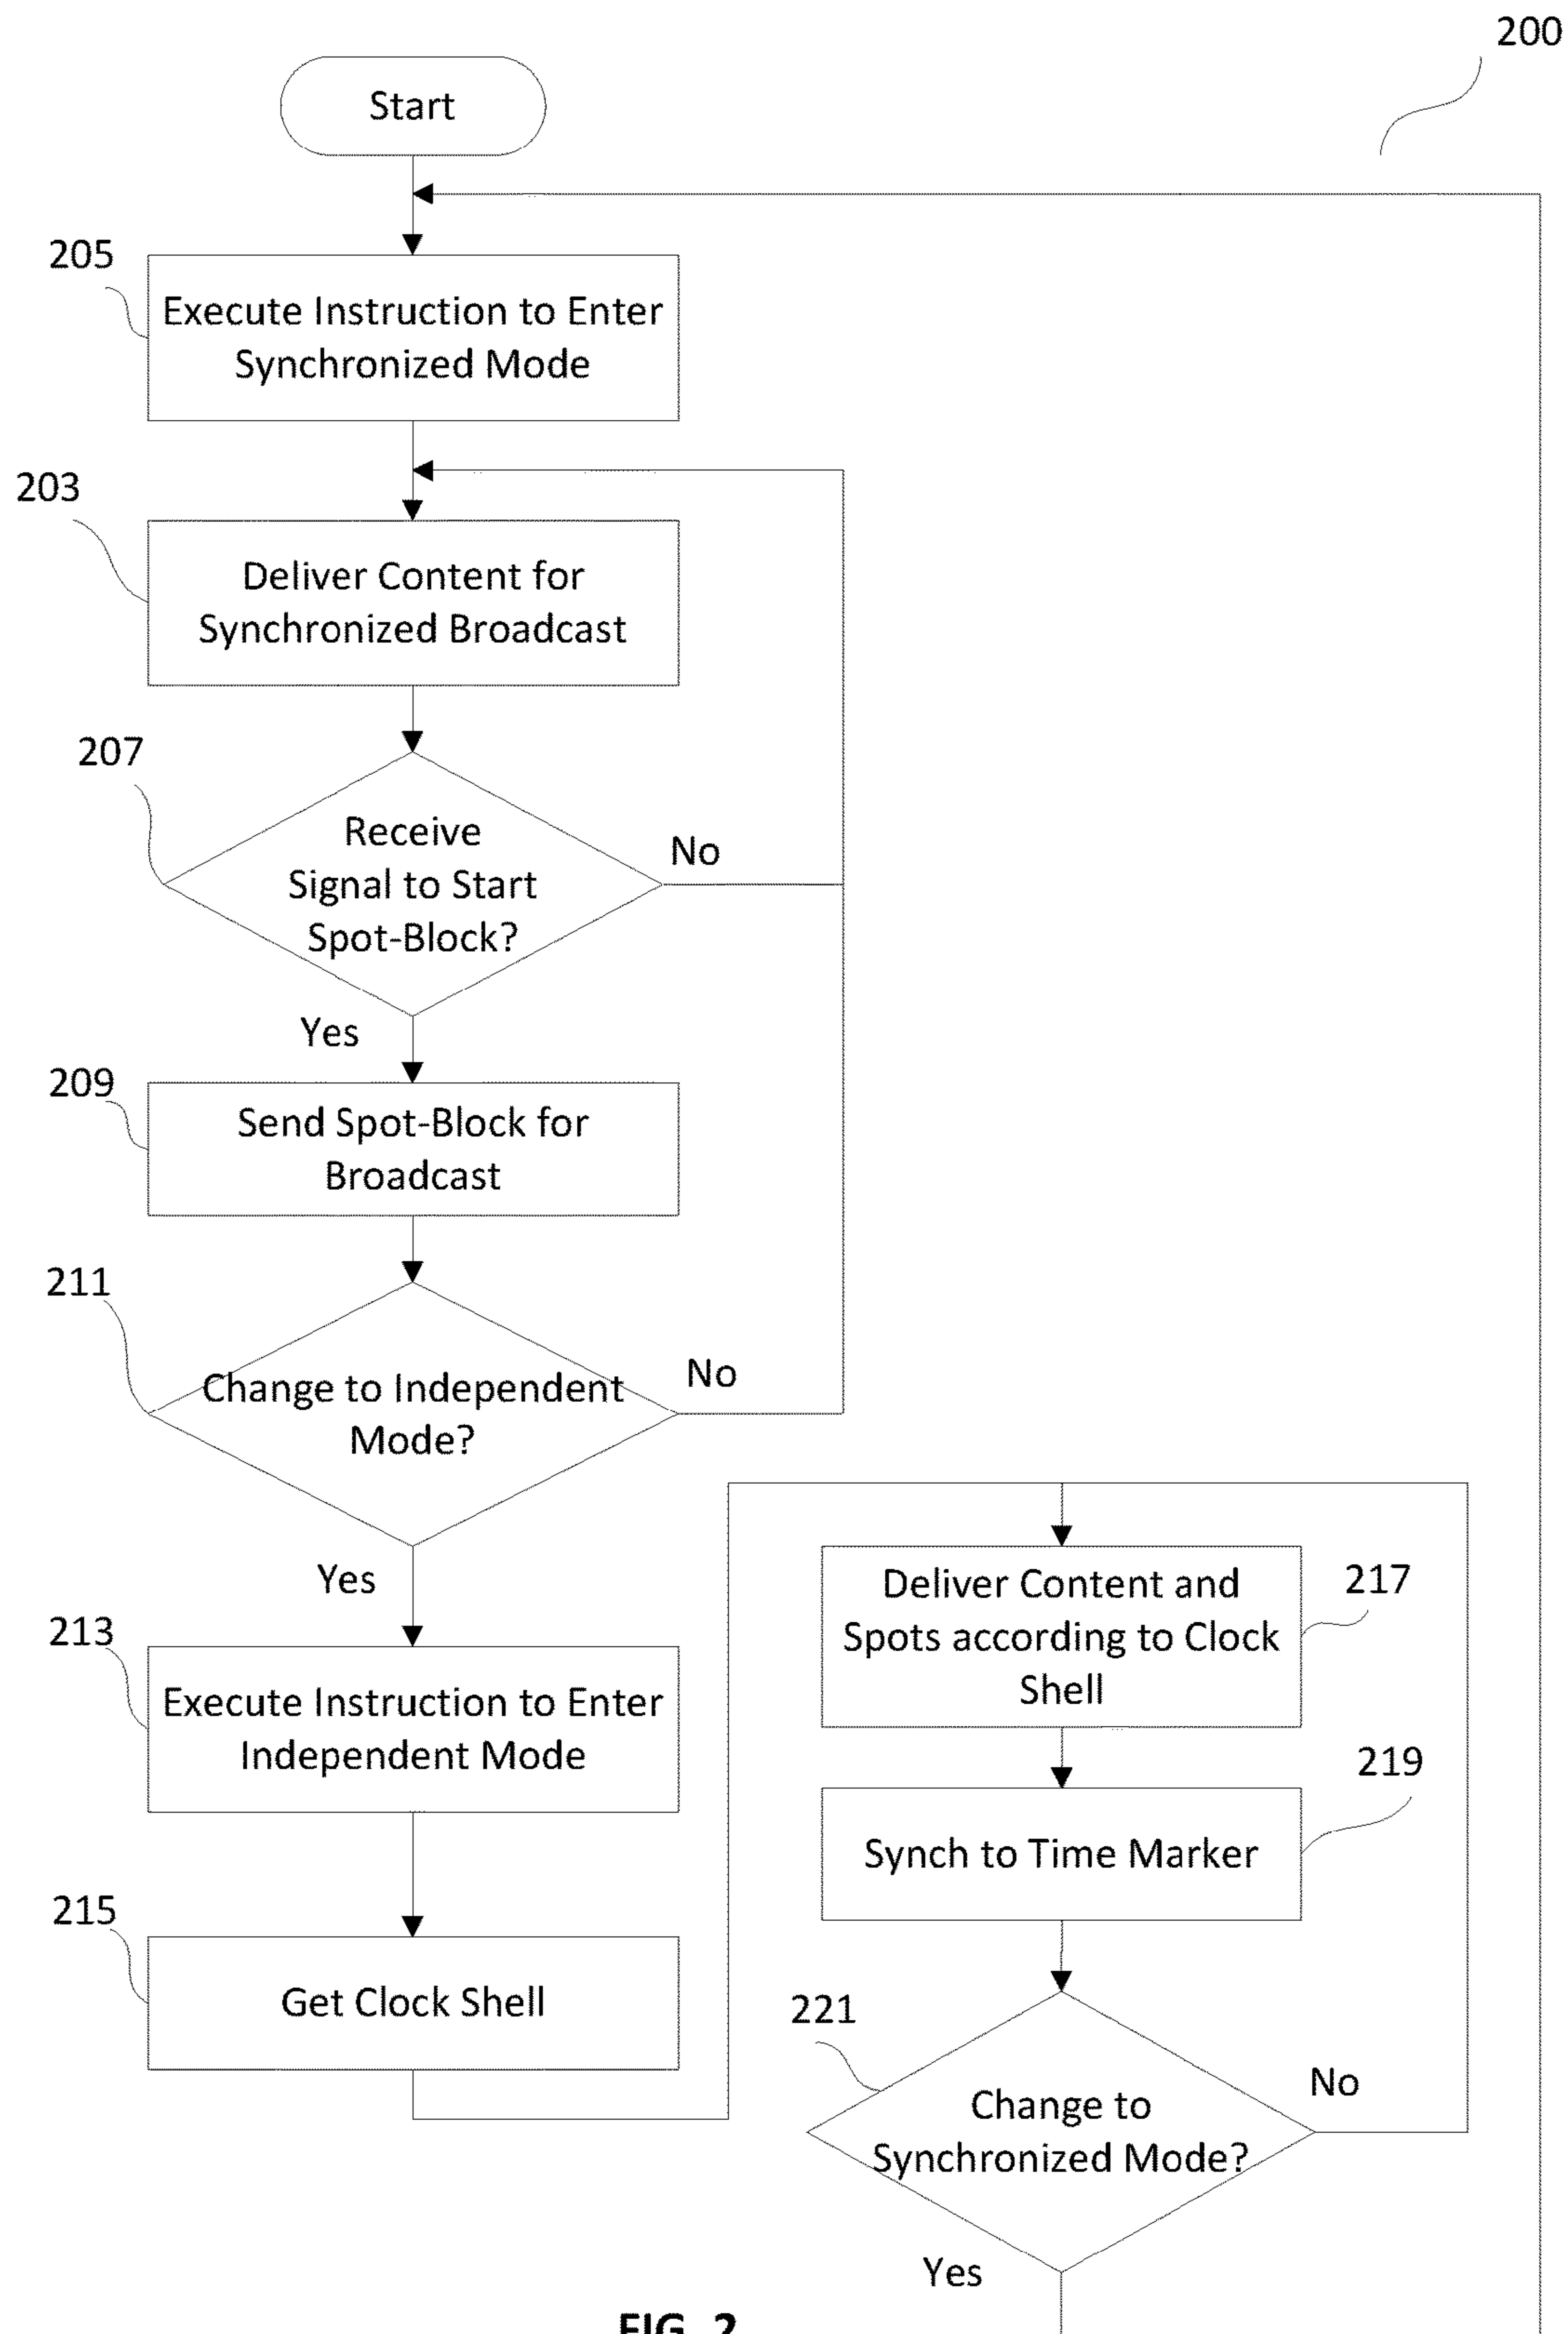 200
Start
205
Execute Instruction to Enter
Synchronized Mode
203
Deliver Content for
Synchronized Broadcast
207
Receive
Signal to Start
Spot-Block?
No
Yes
209
Send Spot-Block for
Broadcast
211
Change to Independent
Mode?
No
Yes
213
Execute Instruction to Enter
Independent Mode
215
Get Clock Shell
Deliver Content and
Spots according to Clock
Shell
217
219
Synch to Time Marker
221
Change to
Synchronized Mode?
No
Yes
FIG. 2